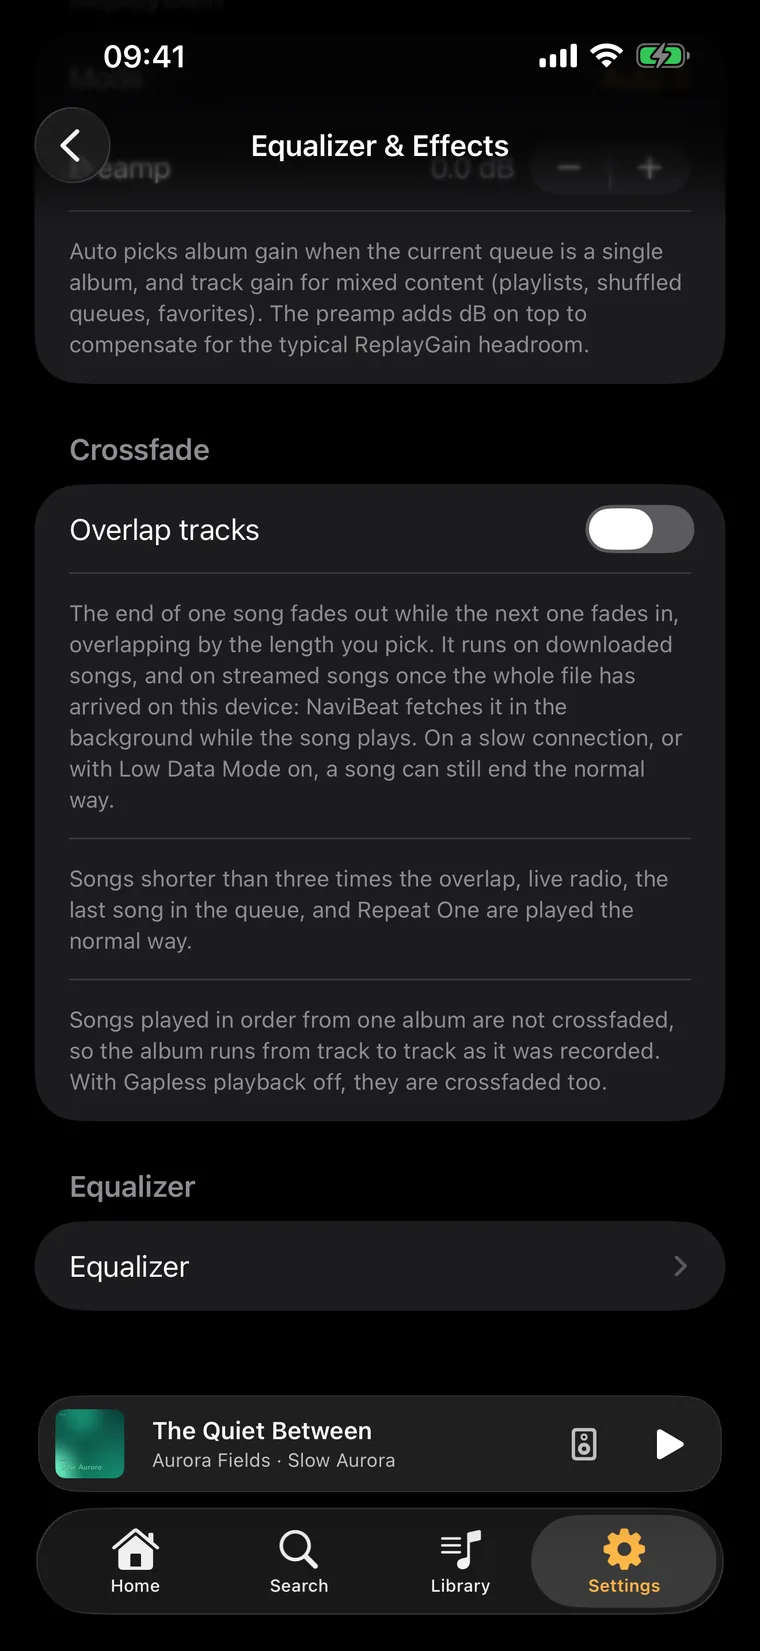 09:41
Equalizer & Effects
Preamp
0.0 dB
Auto picks album gain when the current queue is a single
album, and track gain for mixed content (playlists, shuffled
queues, favorites). The preamp adds dB on top to
compensate for the typical ReplayGain headroom.
Crossfade
Overlap tracks
The end of one song fades out while the next one fades in,
overlapping by the length you pick. It runs on downloaded
songs, and on streamed songs once the whole file has
arrived on this device: NaviBeat fetches it in the
background while the song plays. On a slow connection, or
with Low Data Mode on, a song can still end the normal
way.
Songs shorter than three times the overlap, live radio, the
last song in the queue, and Repeat One are played the
normal way.
Songs played in order from one album are not crossfaded,
so the album runs from track to track as it was recorded.
With Gapless playback off, they are crossfaded too.
Equalizer
Equalizer
Slow Aurora
The Quiet Between
Aurora Fields · Slow Aurora
Home
Search
Library
Settings